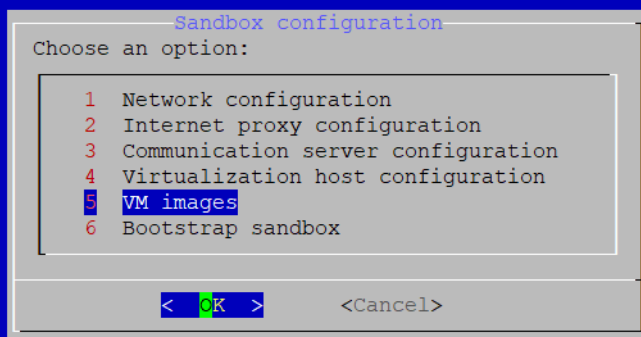 Sandbox configuration
Choose an option:
1 Network configuration
2 Internet proxy configuration
3 Communication server configuration
4 Virtualization host configuration
5 VM images
6 Bootstrap sandbox
< OK > <Cancel>